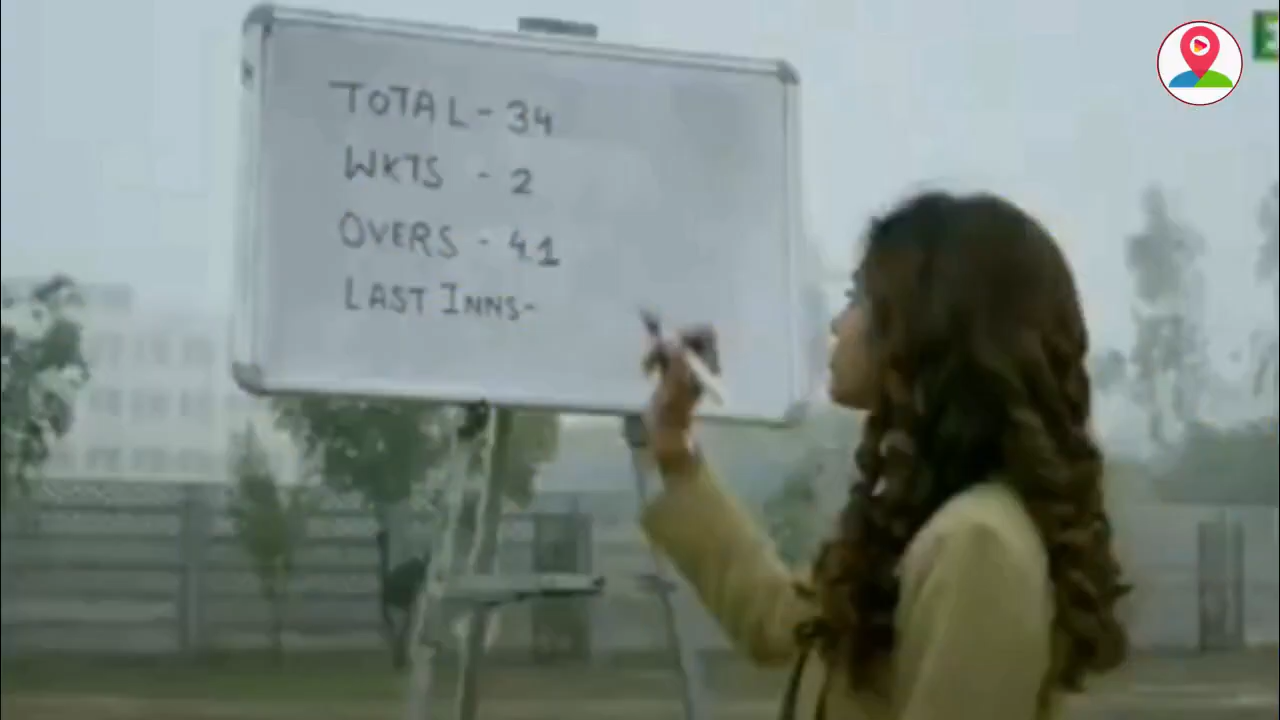 TOTAL - 34
WKTS - 2
OVERS - 4.1
LAST INNS-